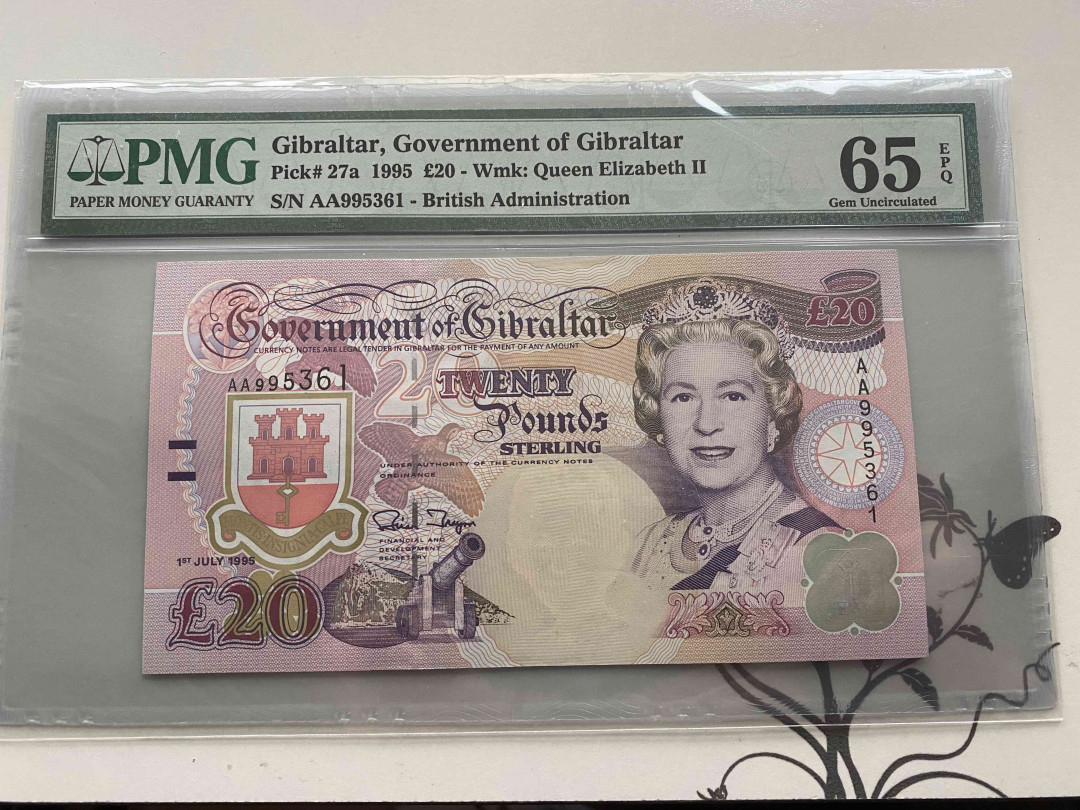 PMG
PAPER MONEY GUARANTY
Gibraltar, Government of Gibraltar
Pick# 27a 1995 £20 - Wmk: Queen Elizabeth II
S/N AA995361 - British Administration
65
EPQ
Gem Uncirculated
Government of Gibraltar
CURRENCY NOTES ARE LEGAL TENDER IN GIBRALTAR FOR THE PAYMENT OF ANY AMOUNT
£20
AA995361
20
TWENTY
Pounds
STERLING
UNDER AUTHORITY OF THE CURRENCY NOTES
ORDINANCE
AA995361
FINANCIAL AND
DEVELOPMENT
SECRETARY
1ST JULY 1995
£20